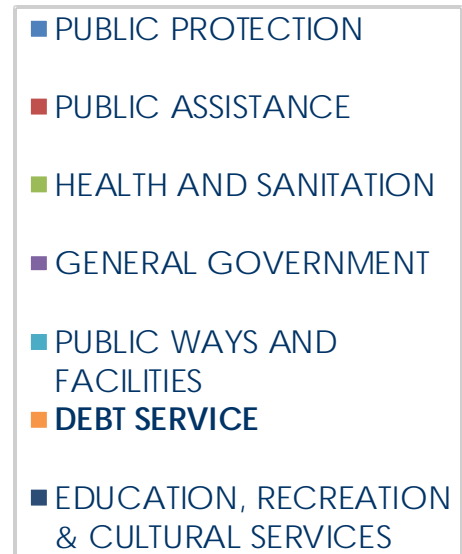 PUBLIC PROTECTION
PUBLIC ASSISTANCE
HEALTH AND SANITATION
GENERAL GOVERNMENT
PUBLIC WAYS AND
FACILITIES
DEBT SERVICE
EDUCATION, RECREATION
& CULTURAL SERVICES